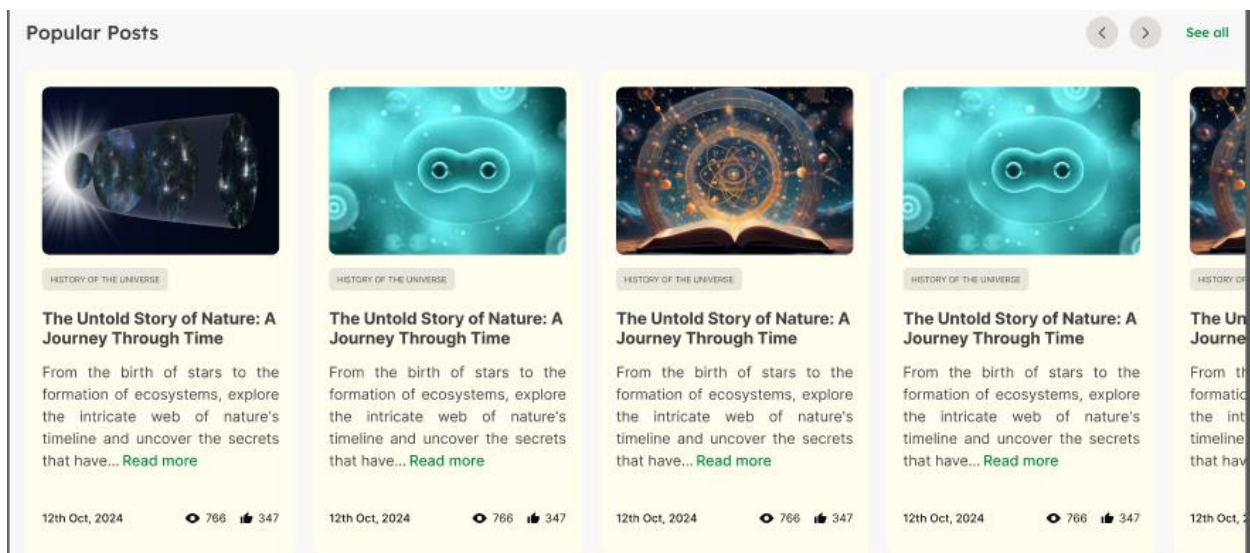 Popular Posts
See all
HISTORY OF THE UNIVERSE
The Untold Story of Nature: A
Journey Through Time
From the birth of stars to the
formation of ecosystems, explore
the intricate web of nature's
timeline and uncover the secrets
that have... Read more
12th Oct, 2024 766 347
HISTORY OF THE UNIVERSE
The Untold Story of Nature: A
Journey Through Time
From the birth of stars to the
formation of ecosystems, explore
the intricate web of nature's
timeline and uncover the secrets
that have... Read more
12th Oct, 2024 766 347
HISTORY OF THE UNIVERSE
The Untold Story of Nature: A
Journey Through Time
From the birth of stars to the
formation of ecosystems, explore
the intricate web of nature's
timeline and uncover the secrets
that have... Read more
12th Oct, 2024 766 347
HISTORY OF THE UNIVERSE
The Untold Story of Nature: A
Journey Through Time
From the birth of stars to the
formation of ecosystems, explore
the intricate web of nature's
timeline and uncover the secrets
that have... Read more
12th Oct, 2024 766 347
HISTORY
The
From
the
timeline
that
12th Oct,